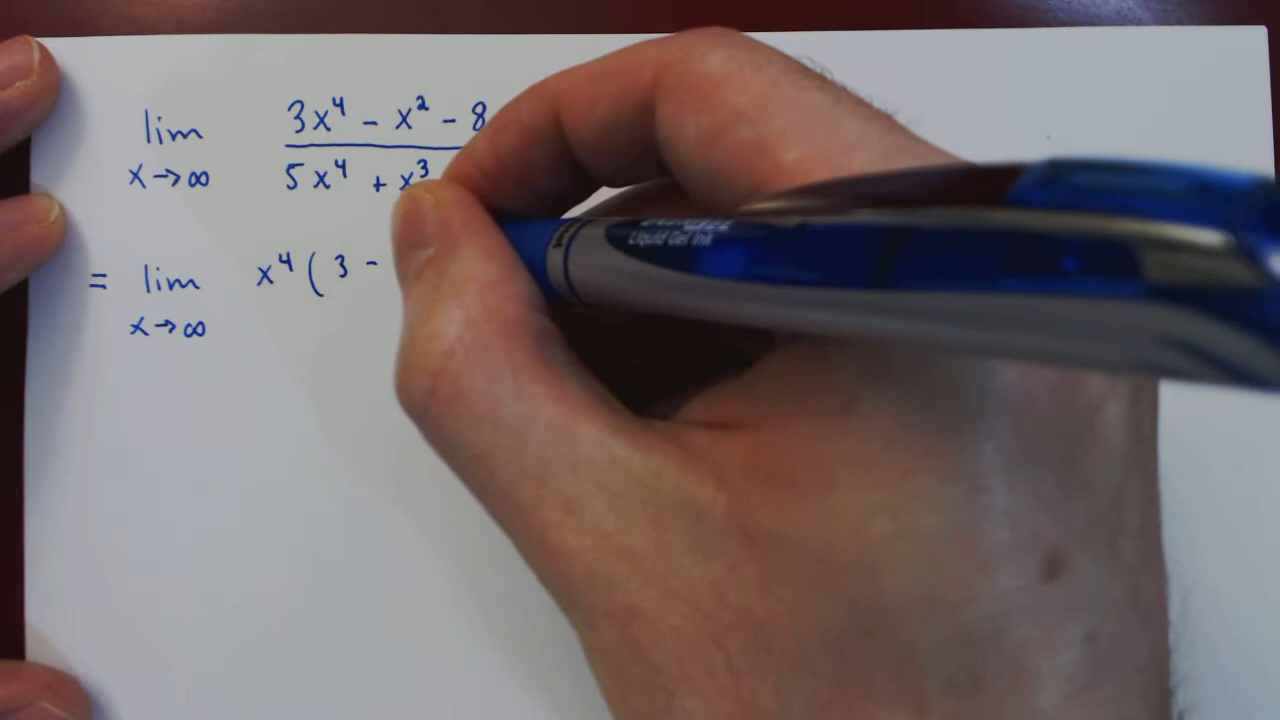 lim 3x⁴ - x² - 8
x→∞ 5x⁴ + x³
= lim x⁴ ( 3 -
x→∞
Liquid Gel Ink